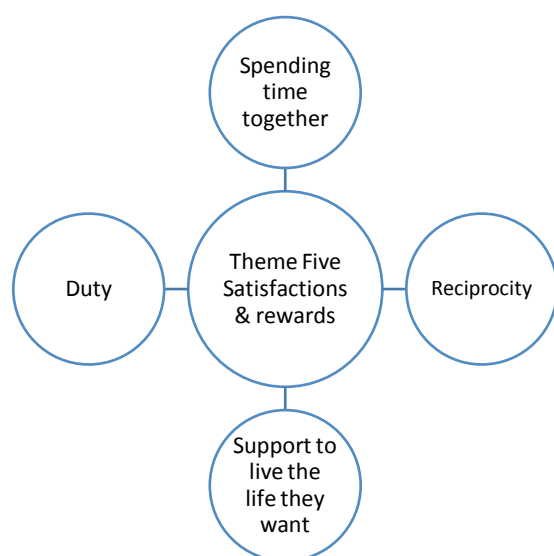 Spending
time
together
Duty
Theme Five
Satisfactions
& rewards
Reciprocity
Support to
live the
life they
want